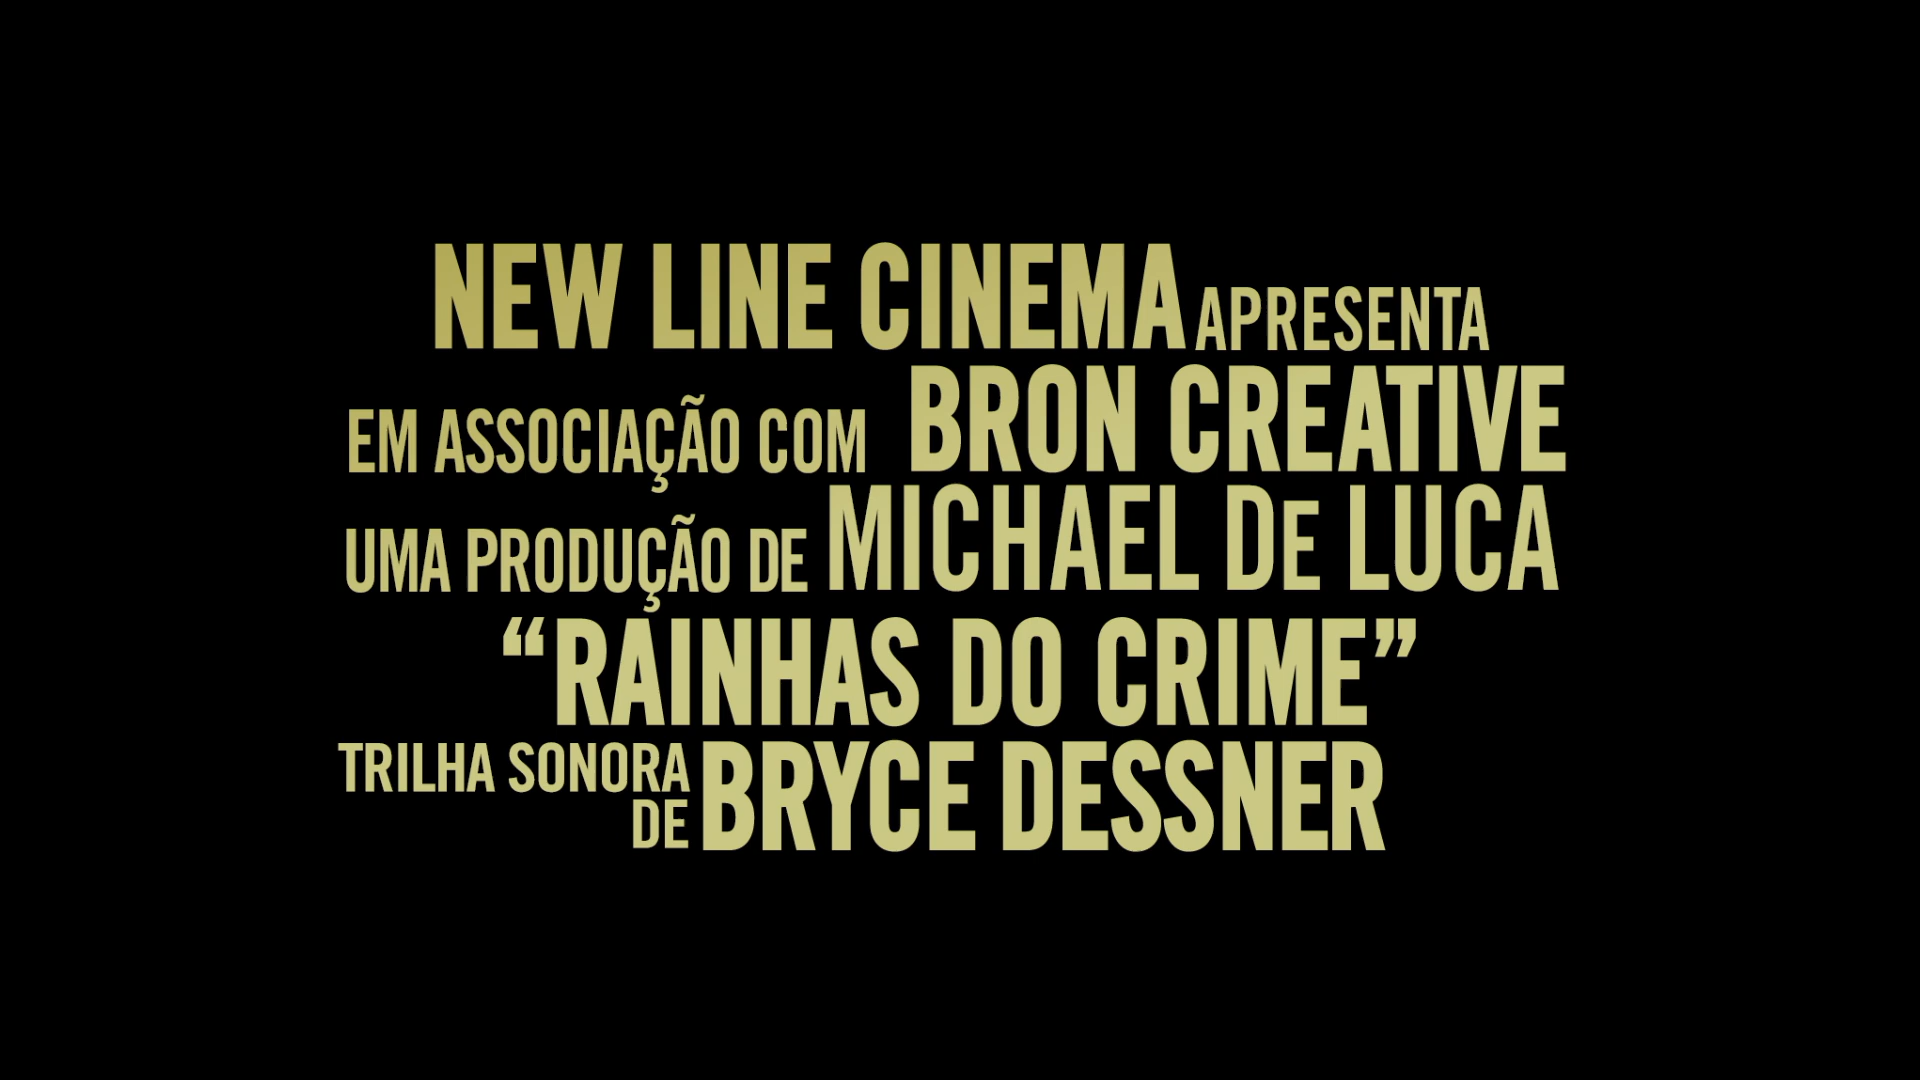 NEW LINE CINEMA APRESENTA
EM ASSOCIAÇÃO COM BRON CREATIVE
UMA PRODUÇÃO DE MICHAEL DE LUCA
“RAINHAS DO CRIME”
TRILHA SONORA DE BRYCE DESSNER